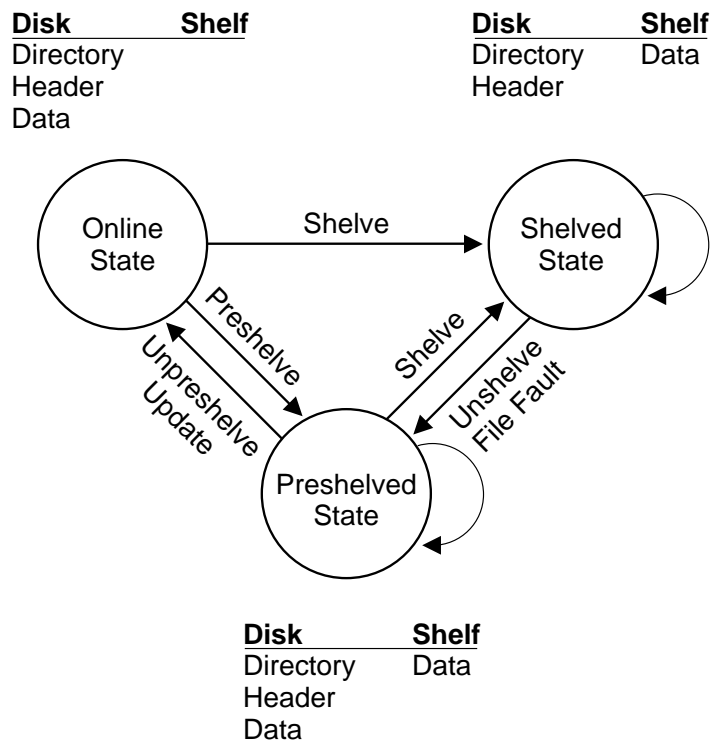 Disk Shelf
Directory
Header
Data
Disk Shelf
Directory Data
Header
Online
State
Shelve
Shelved
State
Preshelve
Unpreshelve
Update
Shelve
Unshelve
File Fault
Preshelved
State
Disk Shelf
Directory Data
Header
Data